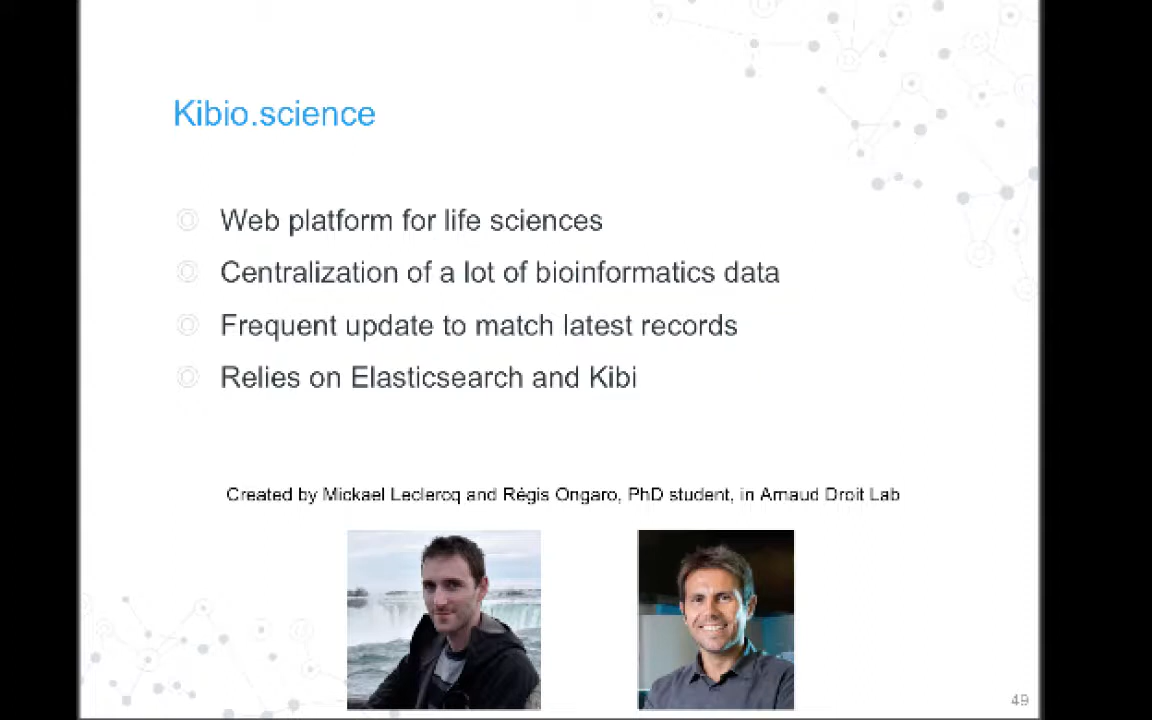 Kibio.science
Web platform for life sciences
Centralization of a lot of bioinformatics data
Frequent update to match latest records
Relies on Elasticsearch and Kibi
Created by Mickael Leclercq and Régis Ongaro, PhD student, in Arnaud Droit Lab
49